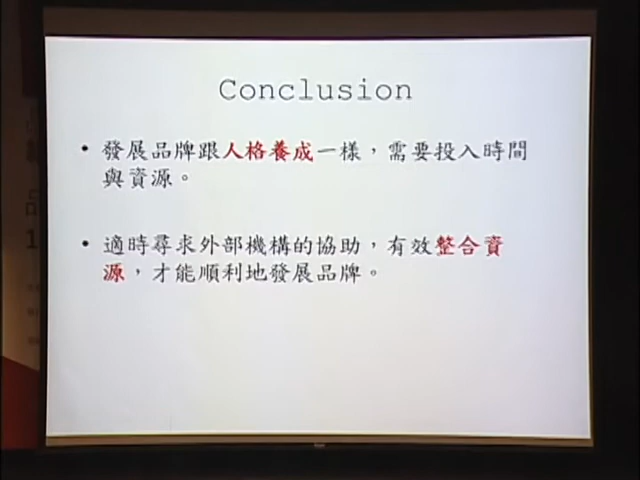 Conclusion
• 發展品牌跟人格養成一樣，需要投入時間
與資源。
• 適時尋求外部機構的協助，有效整合資
源，才能順利地發展品牌。